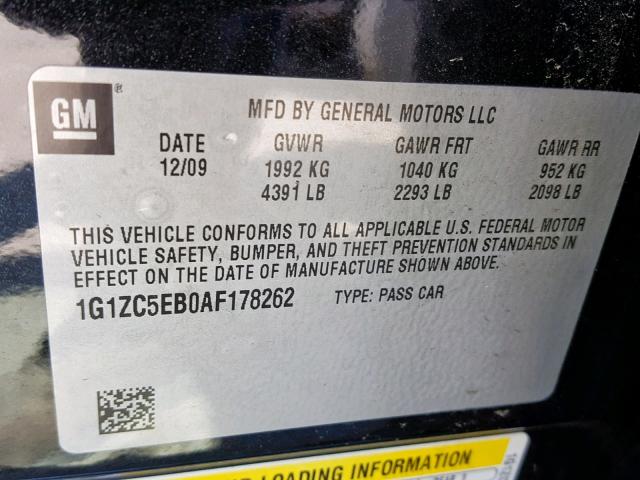 GM®
MFD BY GENERAL MOTORS LLC
DATE GVWR GAWR FRT GAWR RR
12/09 1992 KG 1040 KG 952 KG
4391 LB 2293 LB 2098 LB
THIS VEHICLE CONFORMS TO ALL APPLICABLE U.S. FEDERAL MOTOR
VEHICLE SAFETY, BUMPER, AND THEFT PREVENTION STANDARDS IN
EFFECT ON THE DATE OF MANUFACTURE SHOWN ABOVE.
1G1ZC5EB0AF178262 TYPE: PASS CAR
LOADING INFORMATION